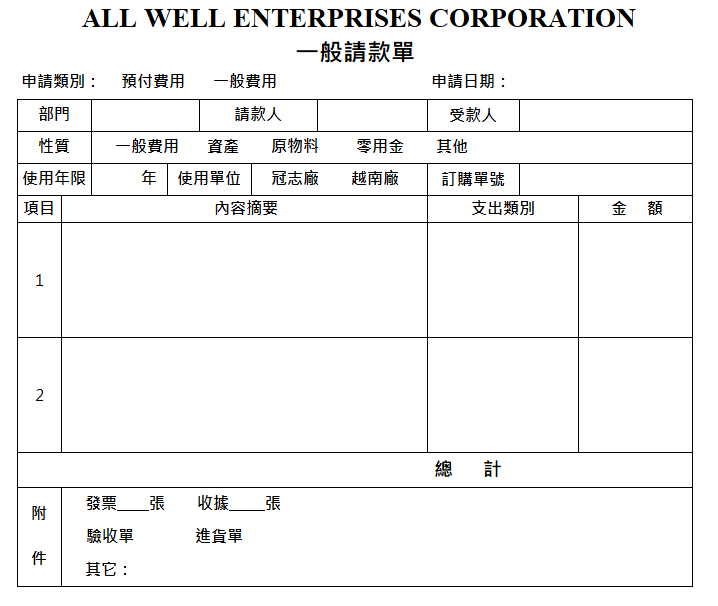 ALL WELL ENTERPRISES CORPORATION
一般請款單
申請類別： 預付費用 一般費用 申請日期：
部門 請款人 受款人
性質 一般費用 資產 原物料 零用金 其他
使用年限 年 使用單位 冠志廠 越南廠 訂購單號
項目 內容摘要 支出類別 金 額
1
2
總 計
附 件
發票____張 收據____張
驗收單 進貨單
其它：